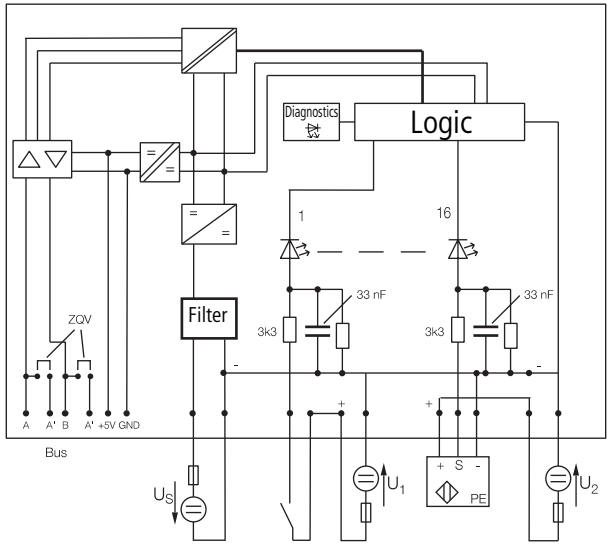 Diagnostics
Logic
=
=
=
=
1
16
33 nF
33 nF
Filter
3k3
3k3
ZQV
-
-
+
+
A
A'
B
A'
+5V
GND
Bus
+
S
-
PE
US
U1
U2